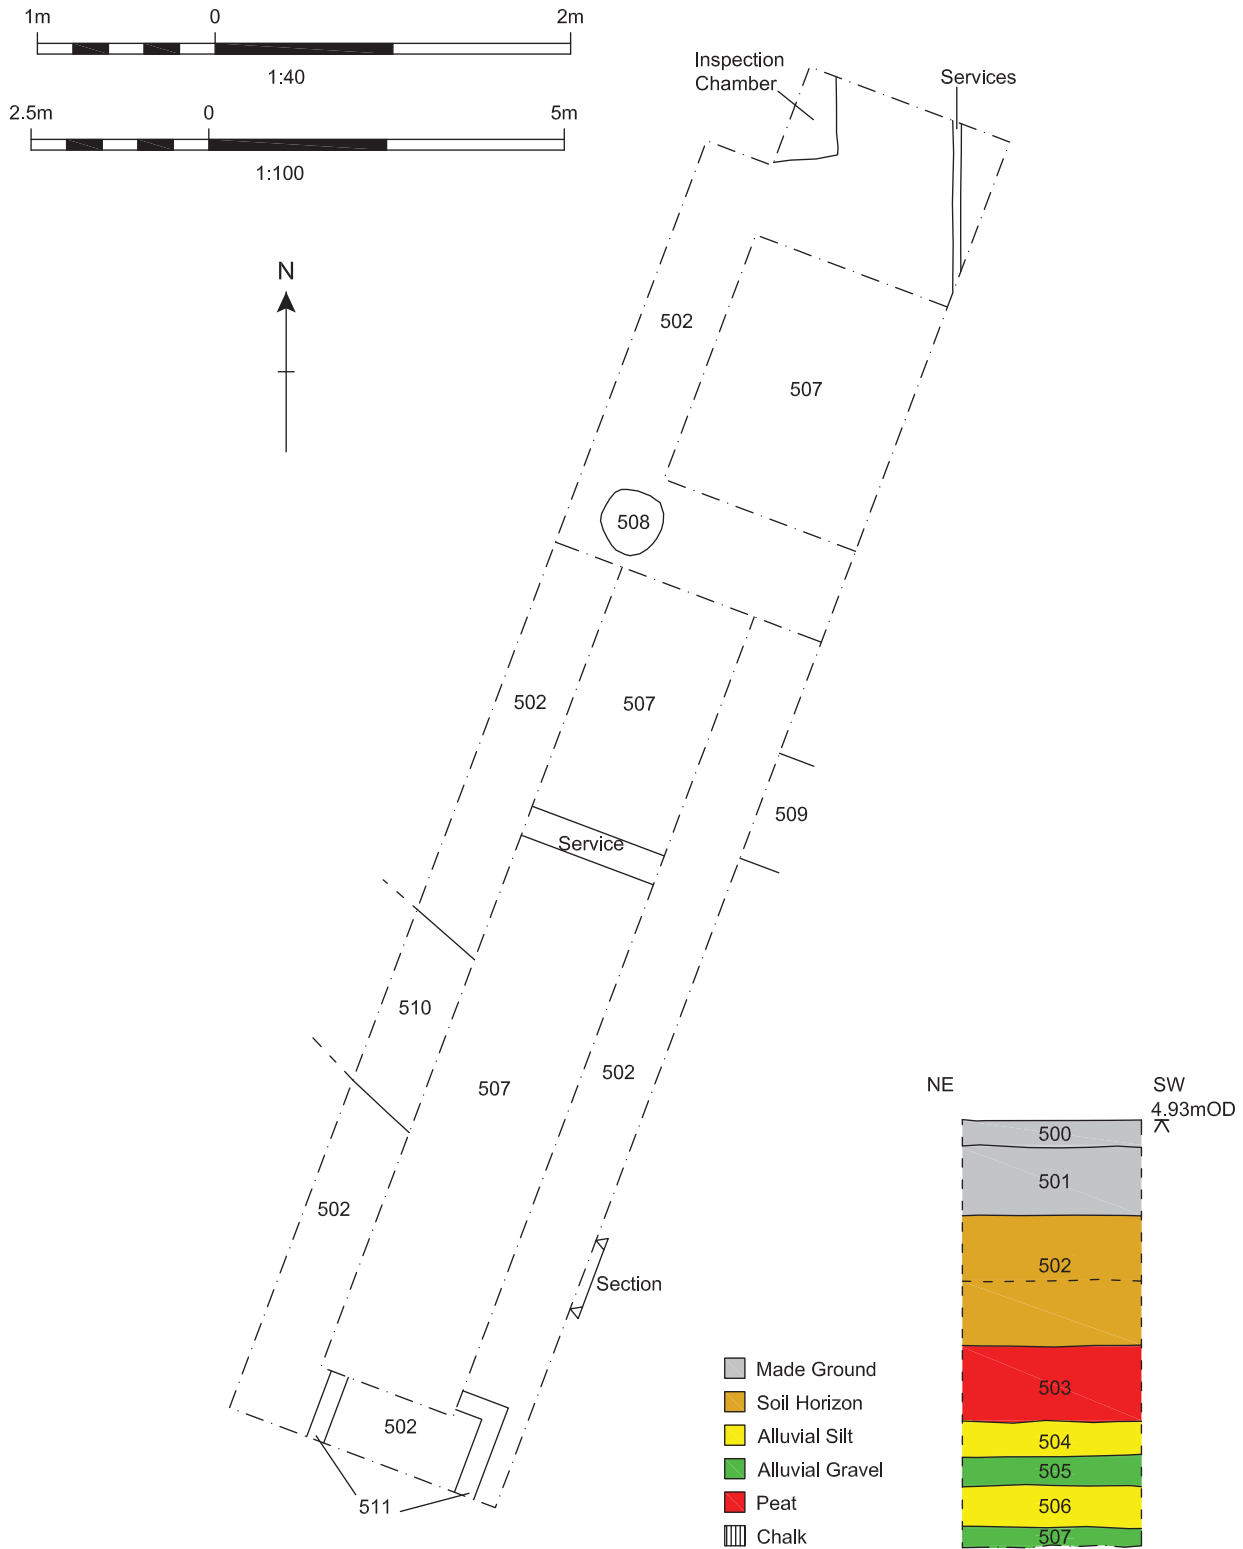 1m 0 2m
1:40
2.5m 0 5m
1:100
N
Inspection
Chamber
Services
502
507
508
502
507
509
Service
510
507
502
502
Section
502
511
NE SW
4.93mOD
500
501
502
503
504
505
506
507
Made Ground
Soil Horizon
Alluvial Silt
Alluvial Gravel
Peat
Chalk